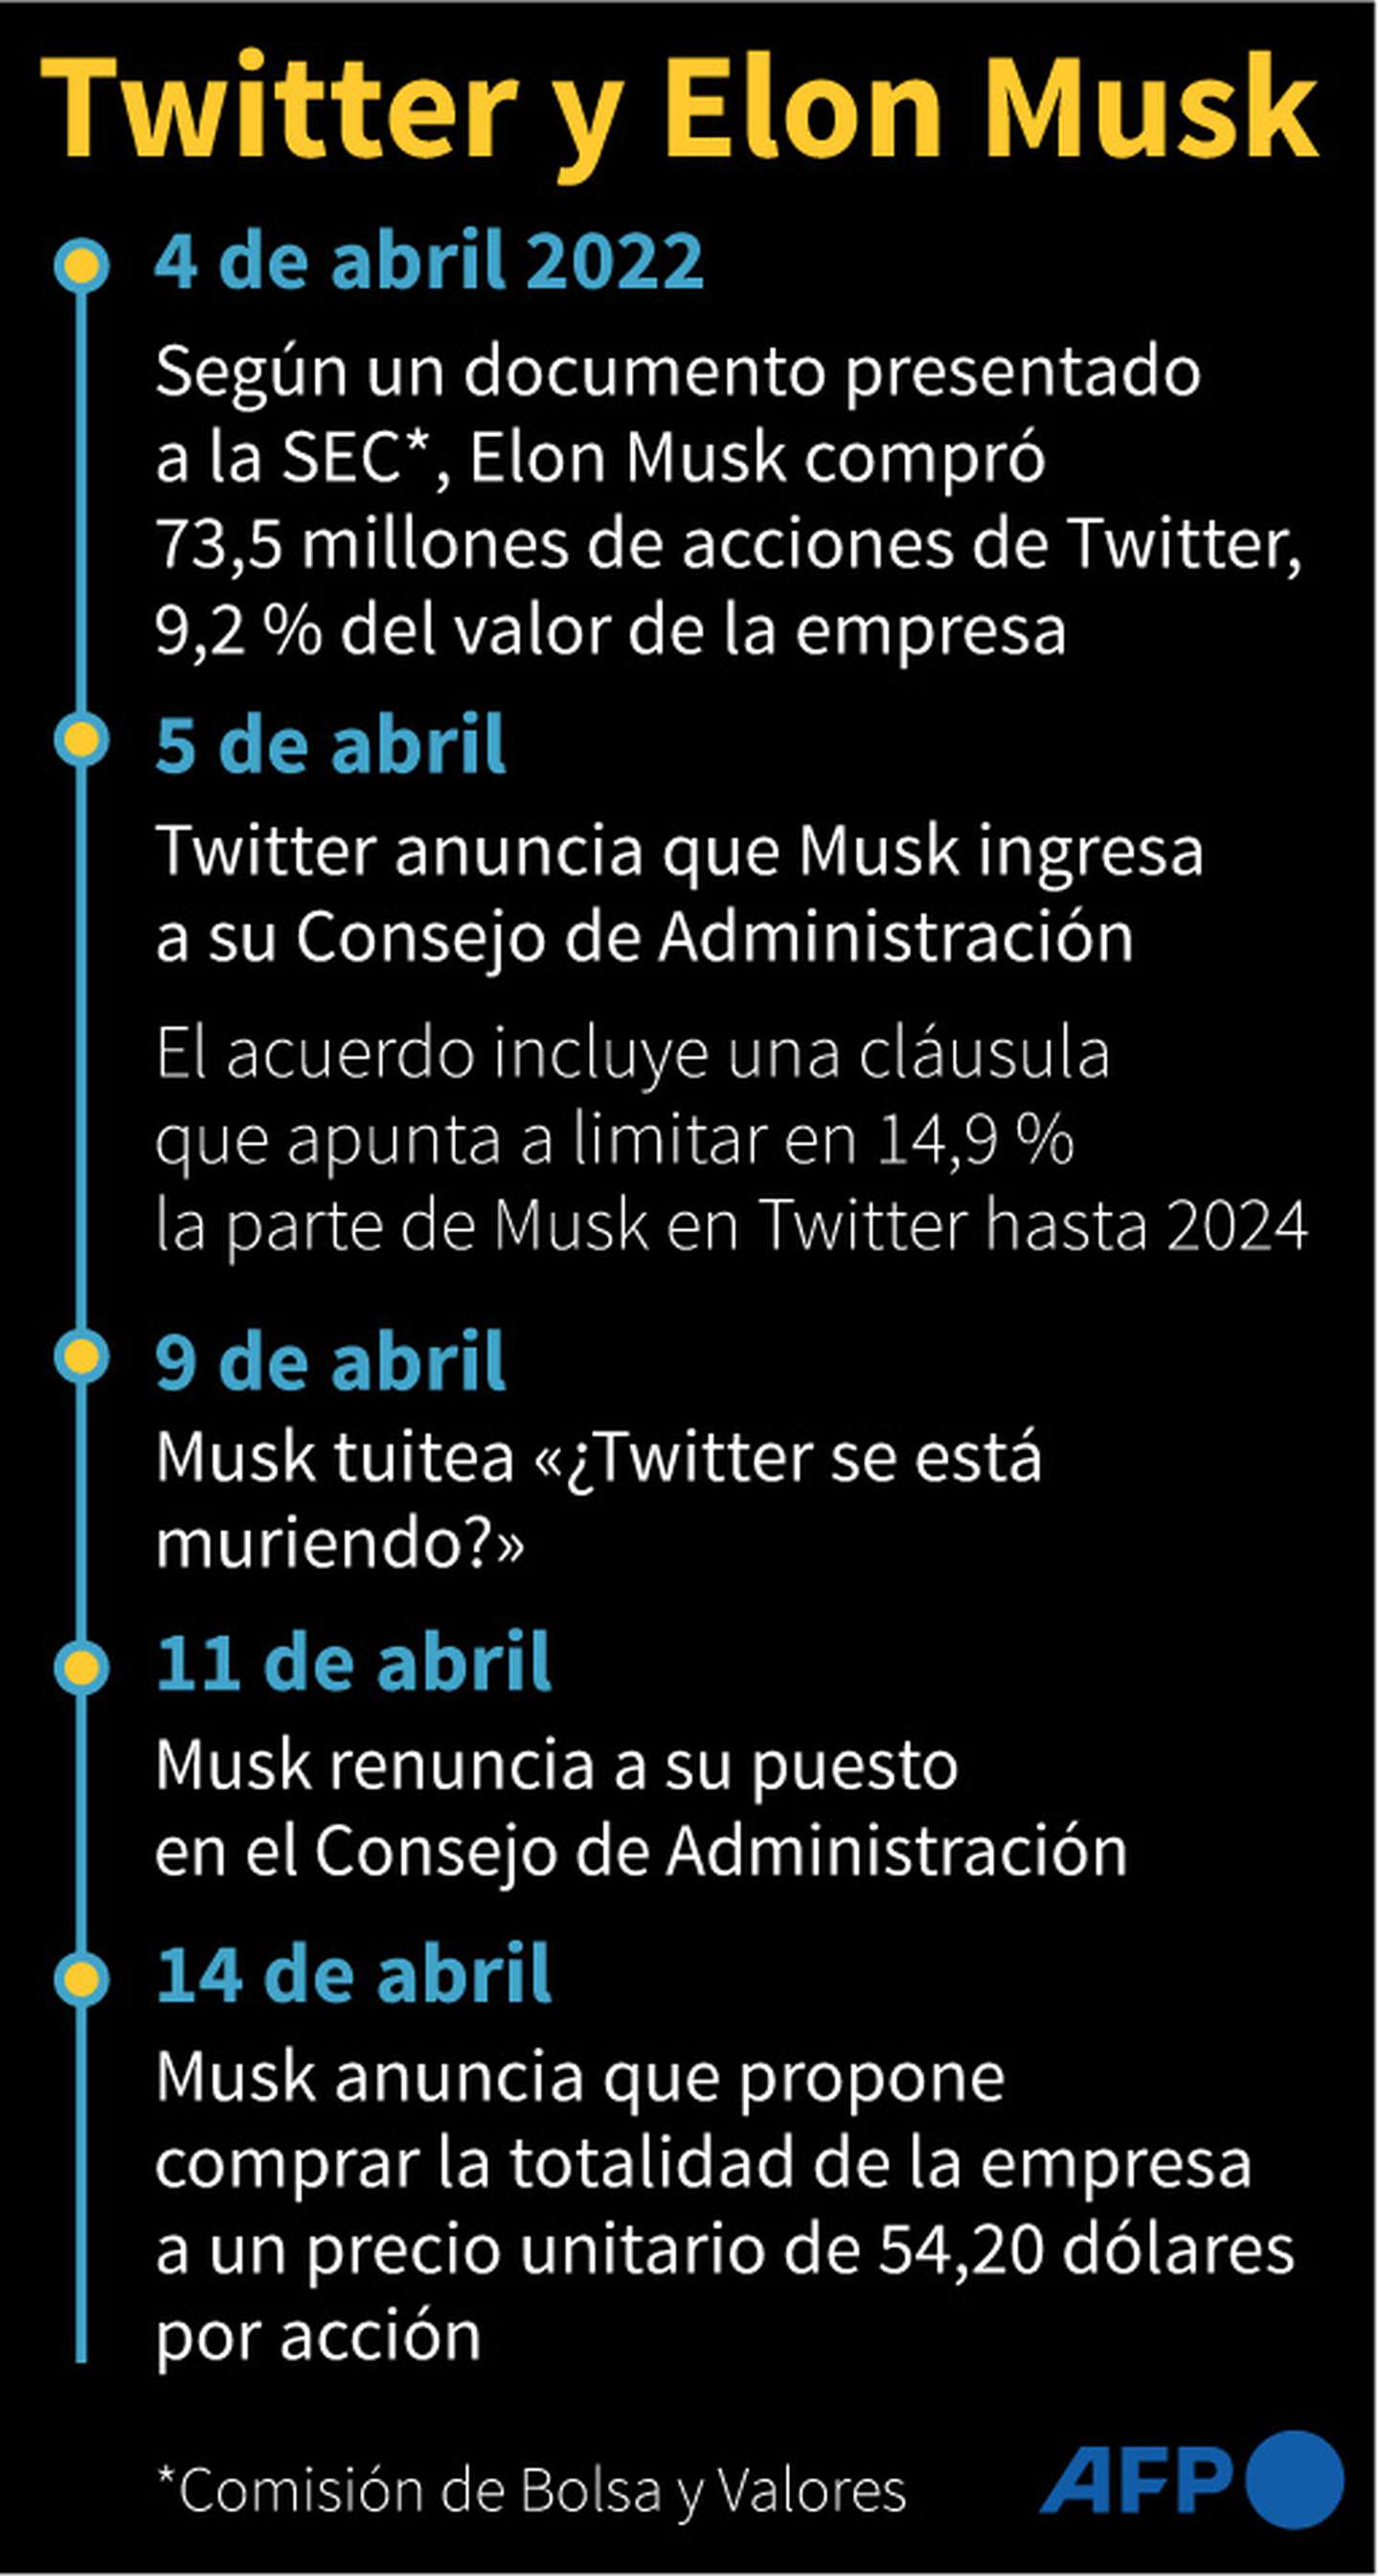 Twitter y Elon Musk
4 de abril 2022
Según un documento presentado
a la SEC*, Elon Musk compró
73,5 millones de acciones de Twitter,
9,2 % del valor de la empresa
5 de abril
Twitter anuncia que Musk ingresa
a su Consejo de Administración
El acuerdo incluye una cláusula
que apunta a limitar en 14,9 %
la parte de Musk en Twitter hasta 2024
9 de abril
Musk tuitea «¿Twitter se está
muriendo?»
11 de abril
Musk renuncia a su puesto
en el Consejo de Administración
14 de abril
Musk anuncia que propone
comprar la totalidad de la empresa
a un precio unitario de 54,20 dólares
por acción
*Comisión de Bolsa y Valores
AFP